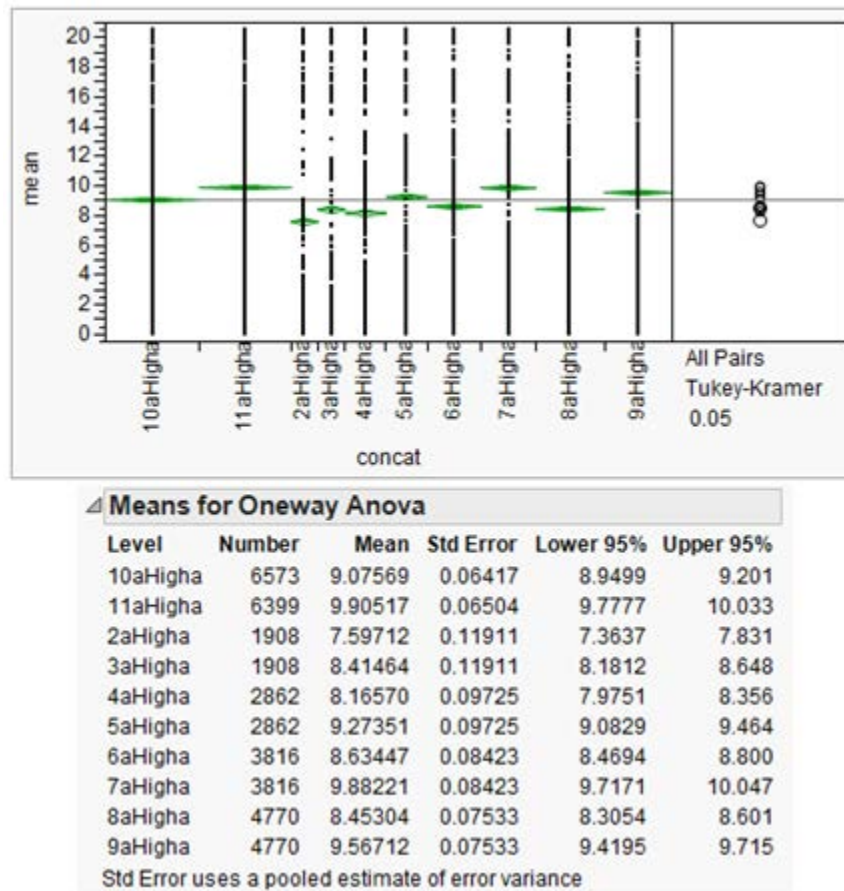 20
18
16
14
12
10
8
6
4
2
0
mean
10aHigha
11aHigha
2aHigha
3aHigha
4aHigha
5aHigha
6aHigha
7aHigha
8aHigha
9aHigha
concat
All Pairs
Tukey-Kramer
0.05
Means for Oneway Anova
Level Number Mean Std Error Lower 95% Upper 95%
10aHigha 6573 9.07569 0.06417 8.9499 9.201
11aHigha 6399 9.90517 0.06504 9.7777 10.033
2aHigha 1908 7.59712 0.11911 7.3637 7.831
3aHigha 1908 8.41464 0.11911 8.1812 8.648
4aHigha 2862 8.16570 0.09725 7.9751 8.356
5aHigha 2862 9.27351 0.09725 9.0829 9.464
6aHigha 3816 8.63447 0.08423 8.4694 8.800
7aHigha 3816 9.88221 0.08423 9.7171 10.047
8aHigha 4770 8.45304 0.07533 8.3054 8.601
9aHigha 4770 9.56712 0.07533 9.4195 9.715
Std Error uses a pooled estimate of error variance